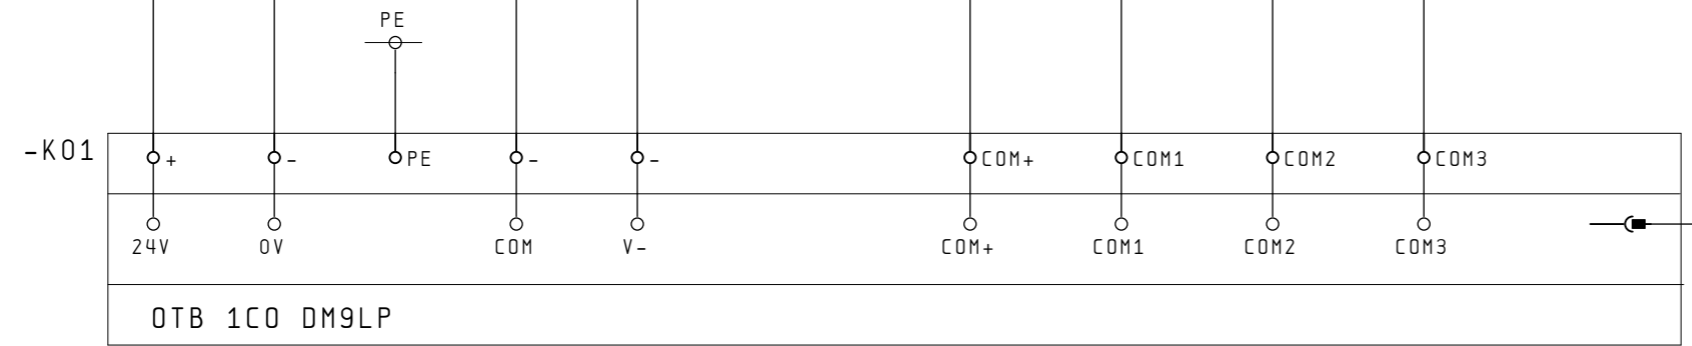 PE
-K01 + - PE - - COM+ COM1 COM2 COM3
24V 0V COM V- COM+ COM1 COM2 COM3
OTB 1C0 DM9LP